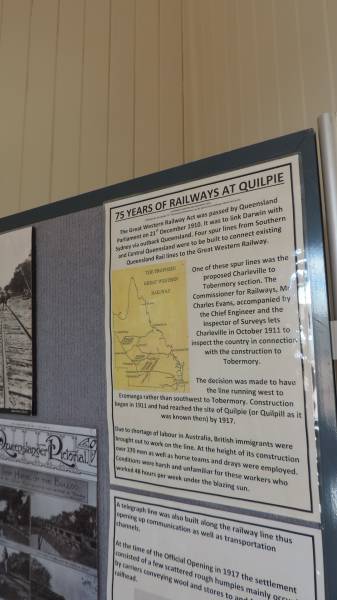 75 YEARS OF RAILWAYS AT QUILPIE
The Great Western Railway Act was passed by Queensland
Parliament on 21st December 1910. It was to link Darwin with
Sydney via outback Queensland. Four spur lines from Southern
and Central Queensland were to be built to connect existing
Queensland Rail lines to the Great Western Railway.
THE PROPOSED
GREAT WESTERN
RAILWAY
One of these spur lines was the
proposed Charleville to
Tobermory section. The
Commissioner for Railways, Mr
Charles Evans, accompanied by
the Chief Engineer and the
Inspector of Surveys lets
Charleville in October 1911 to
inspect the country in connection
with the construction to
Tobermory.
The decision was made to have
the line running west to
Eromanga rather than southwest to Tobermory. Construction
began in 1911 and had reached the site of Quilpie (or Quilpill as it
was known then) by 1917.
Due to shortage of labour in Australia, British immigrants were
brought out to work on the line. At the height of its construction
over 190 men as well as horse teams and drays were employed.
Conditions were harsh and unfamiliar for these workers who
worked 48 hours per week under the blazing sun.
Queenslander Pictorial
A telegraph line was also built along the railway line thus
opening up communication as well as transportation
channels.
At the time of the Official Opening in 1917 the settlement
consisted of a few scattered rough humpies mainly
by carriers conveying wool and stores to and
railhead.